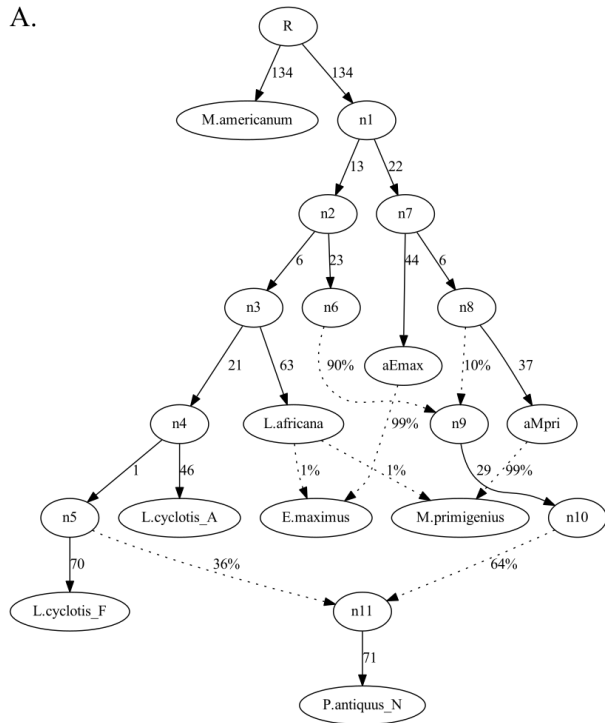 A.
R
134 134
M.americanum n1
13 22
n2 n7
6 23 44 6
n3 n6 n8
21 63 90% aEmax 10% 37
n4 L.africana 99% n9 aMpri
1 46 1% 1% 29 99%
n5 L.cyclotis_A E.maximus M.primigenius n10
70 36% 64%
L.cyclotis_F n11
71
P.antiquus_N